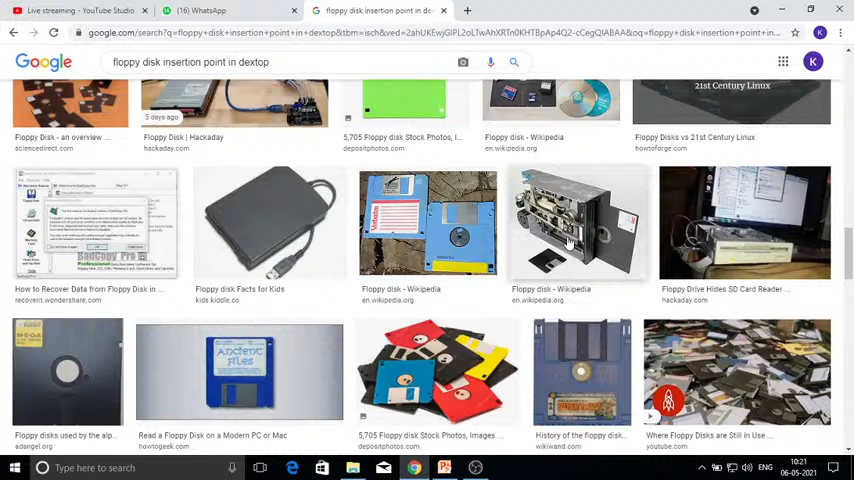 Live streaming - YouTube Studio
(16) WhatsApp
floppy disk insertion point in de
google.com/search?q=floppy+disk+insertion+point+in+dextop&tbm=isch&ved=
Google
floppy disk insertion point in dextop
K
K
21st Century Linux
5 days ago
Floppy Disk - an overview ...
Floppy Disk | Hackaday
5,705 Floppy disk Stock Photos, I...
Floppy disk - Wikipedia
Floppy Disks vs 21st Century Linux
sciencedirect.com
hackaday.com
depositphotos.com
en.wikipedia.org
howtoforge.com
Verbatim
BadCopy Pro
Professional
How to Recover Data from Floppy Disk in ...
Floppy disk Facts for Kids
Floppy disk - Wikipedia
Floppy disk - Wikipedia
Floppy Drive Hides SD Card Reader ...
recoverit.wondershare.com
kids.kiddle.co
en.wikipedia.org
en.wikipedia.org
hackaday.com
ANCIENT
FILES
Floppy disks used by the alp...
Read a Floppy Disk on a Modern PC or Mac
5,705 Floppy disk Stock Photos, Images ...
History of the floppy disk...
Where Floppy Disks are Still in Use ...
adangel.org
howtogeek.com
depositphotos.com
wikiwand.com
youtube.com
Type here to search
ENG
10:21
06-05-2021